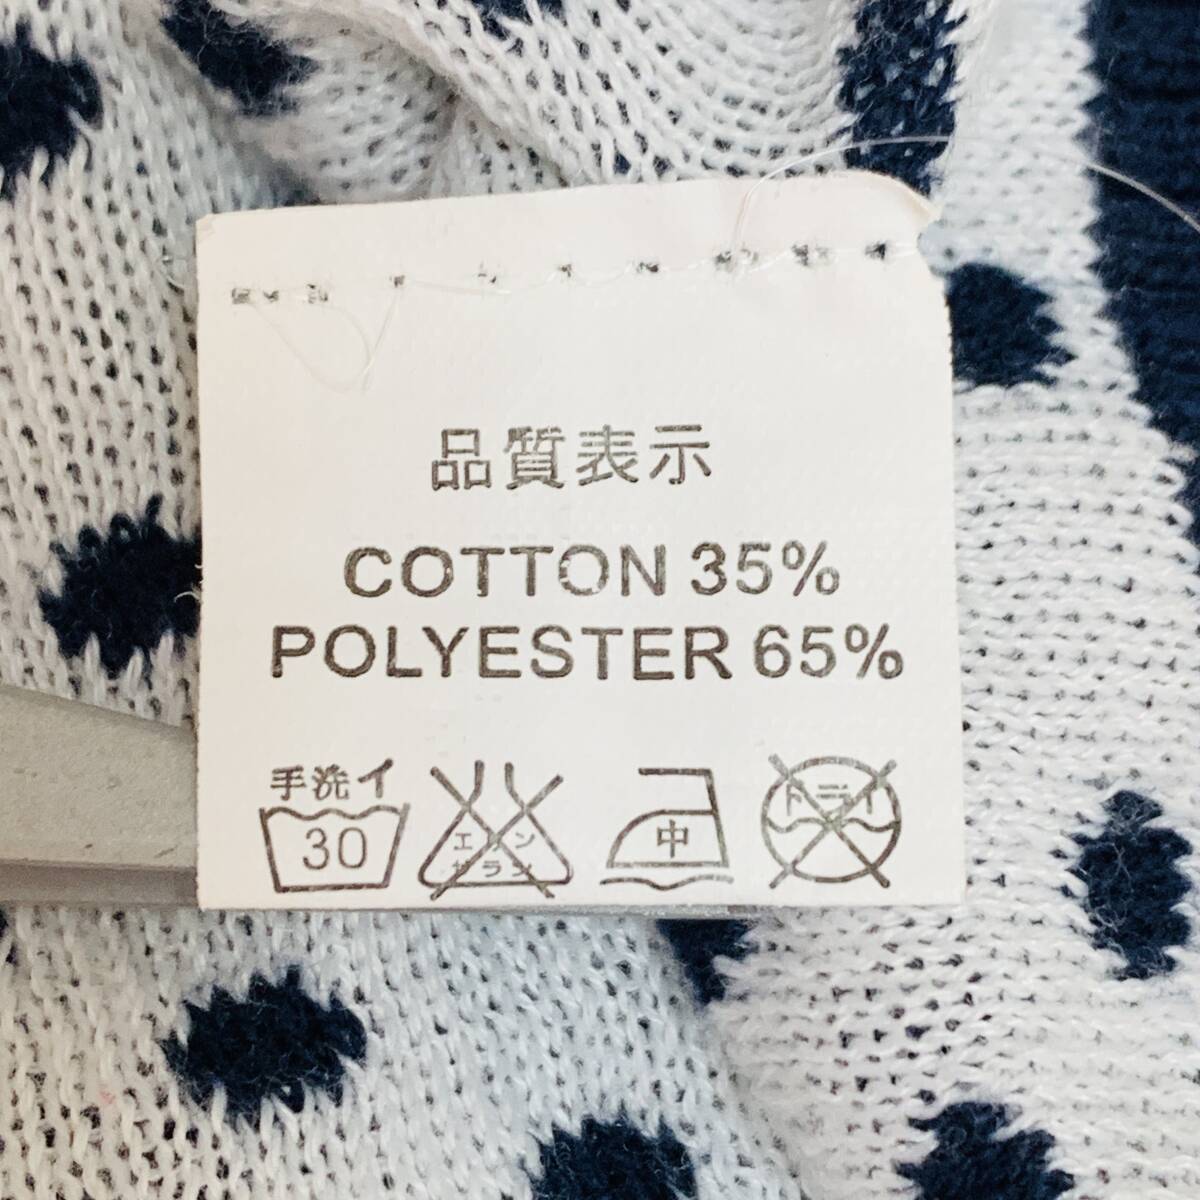 品質表示
COTTON 35%
POLYESTER 65%
手洗イ
30
エンソ
サラシ
中
ドライ